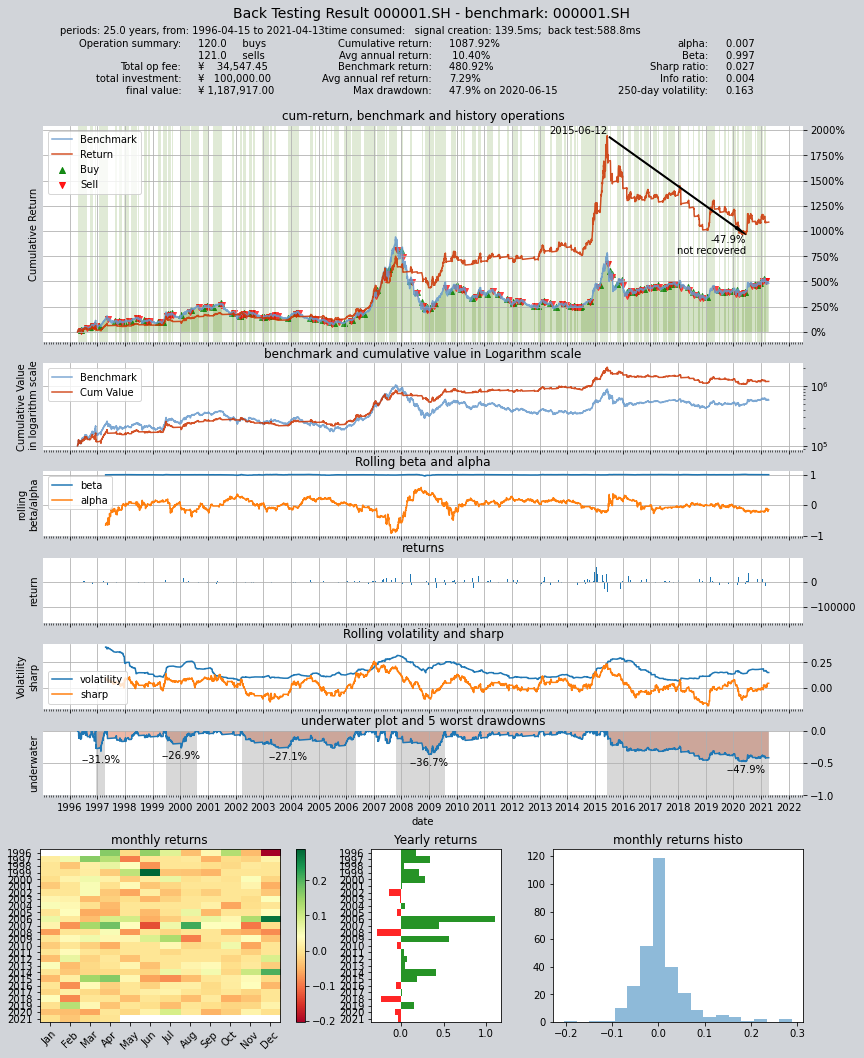 Back Testing Result 000001.SH - benchmark: 000001.SH
periods: 25.0 years, from: 1996-04-15 to 2021-04-13time consumed:   signal creation: 139.5ms;  back test:588.8ms
Operation summary: 120.0 buys Cumulative return: 1087.92% alpha: 0.007
121.0 sells Avg annual return: 10.40% Beta: 0.997
Total op fee: ¥ 34,547.45 Benchmark return: 480.92% Sharp ratio: 0.027
total investment: ¥ 100,000.00 Avg annual ref return: 7.29% Info ratio: 0.004
final value: ¥ 1,187,917.00 Max drawdown: 47.9% on 2020-06-15 250-day volatility: 0.163
cum-return, benchmark and history operations
Cumulative Return
Benchmark
Return
Buy
Sell
2015-06-12
-47.9%
not recovered
2000%
1750%
1500%
1250%
1000%
750%
500%
250%
0%
benchmark and cumulative value in Logarithm scale
Cumulative Value
in logarithm scale
Benchmark
Cum Value
10⁶
10⁵
Rolling beta and alpha
rolling
beta/alpha
beta
alpha
1
0
−1
returns
return
0
−100000
Rolling volatility and sharp
Volatility
sharp
volatility
sharp
0.25
0.00
underwater plot and 5 worst drawdowns
underwater
−31.9%
−26.9%
−27.1%
−36.7%
−47.9%
0.0
−0.5
−1.0
1996 1997 1998 1999 2000 2001 2002 2003 2004 2005 2006 2007 2008 2009 2010 2011 2012 2013 2014 2015 2016 2017 2018 2019 2020 2021 2022
date
monthly returns
1996
1997
1998
1999
2000
2001
2002
2003
2004
2005
2006
2007
2008
2009
2010
2011
2012
2013
2014
2015
2016
2017
2018
2019
2020
2021
Jan Feb Mar Apr May Jun Jul Aug Sep Oct Nov Dec
0.2
0.1
0.0
−0.1
−0.2
Yearly returns
1996
1997
1998
1999
2000
2001
2002
2003
2004
2005
2006
2007
2008
2009
2010
2011
2012
2013
2014
2015
2016
2017
2018
2019
2020
2021
0.0 0.5 1.0
monthly returns histo
120
100
80
60
40
20
0
−0.2 −0.1 0.0 0.1 0.2 0.3